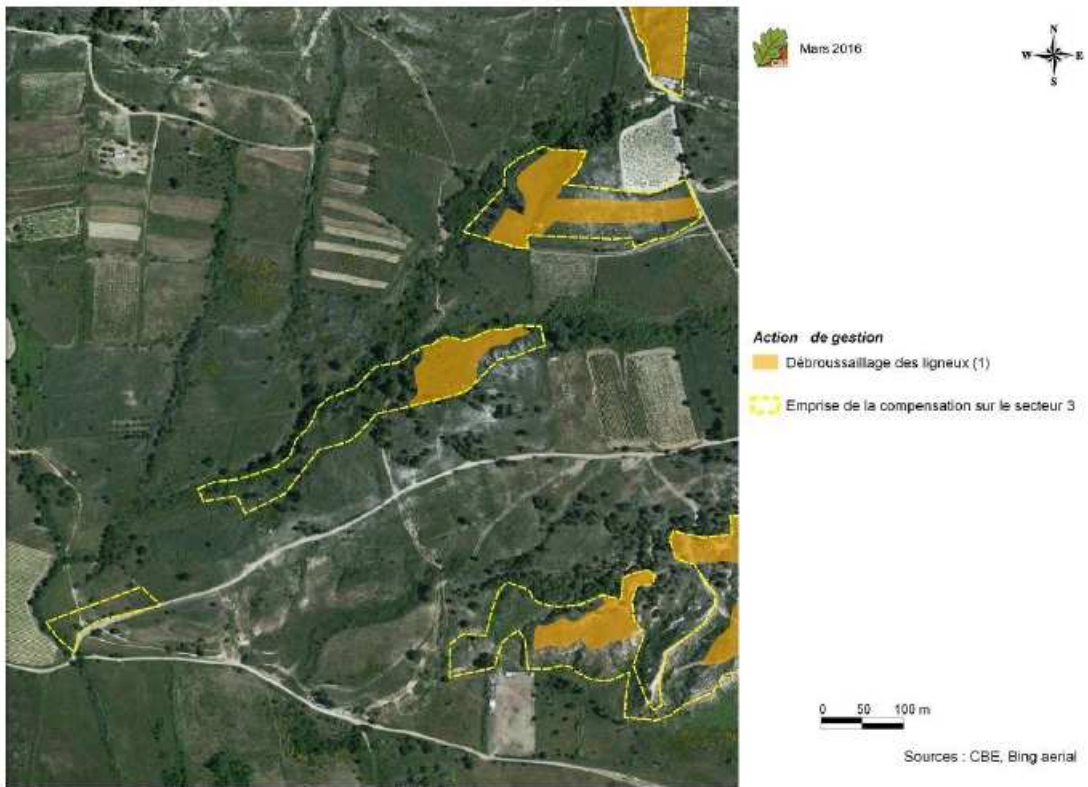 Mars 2016
N
W E
S
Action de gestion
Débroussaillage des ligneux (1)
Emprise de la compensation sur le secteur 3
0 50 100 m
Sources : CBE, Bing aerial